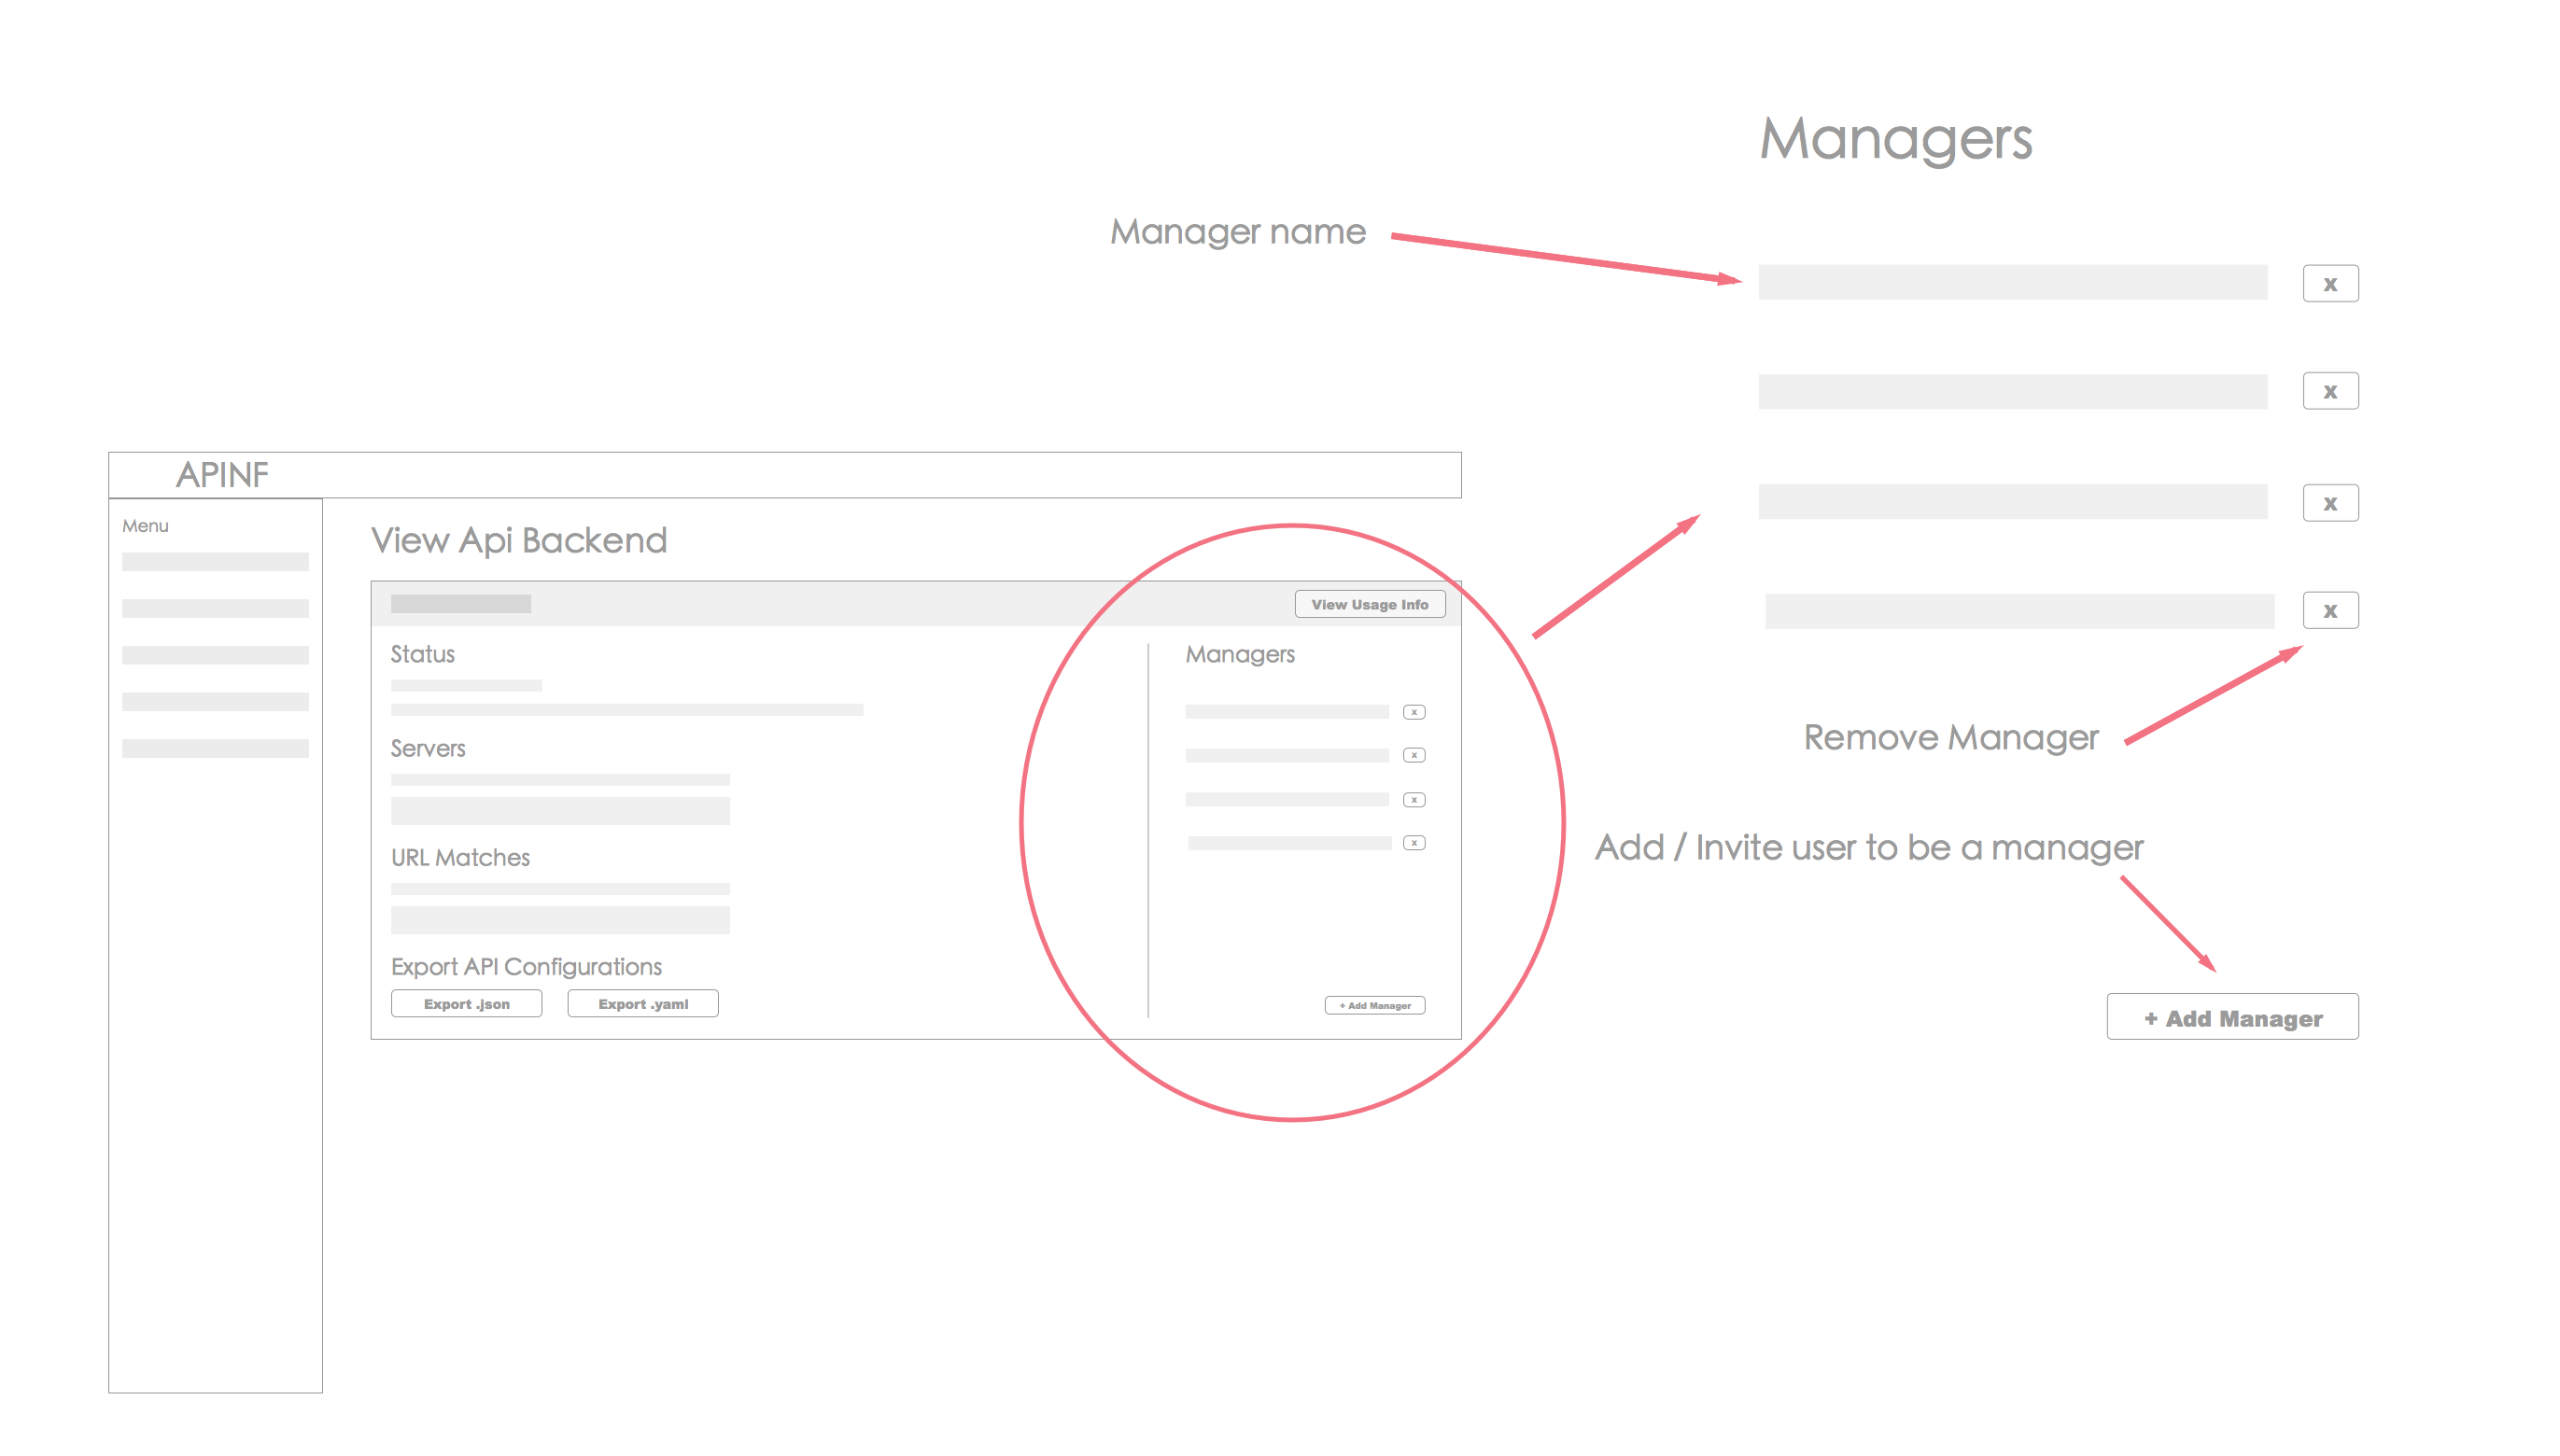 Managers
Manager name
x
x
x
x
Remove Manager
Add / Invite user to be a manager
+ Add Manager
APINF
Menu
View Api Backend
View Usage Info
Status
Servers
URL Matches
Export API Configurations
Export .json
Export .yaml
Managers
x
x
x
x
+ Add Manager